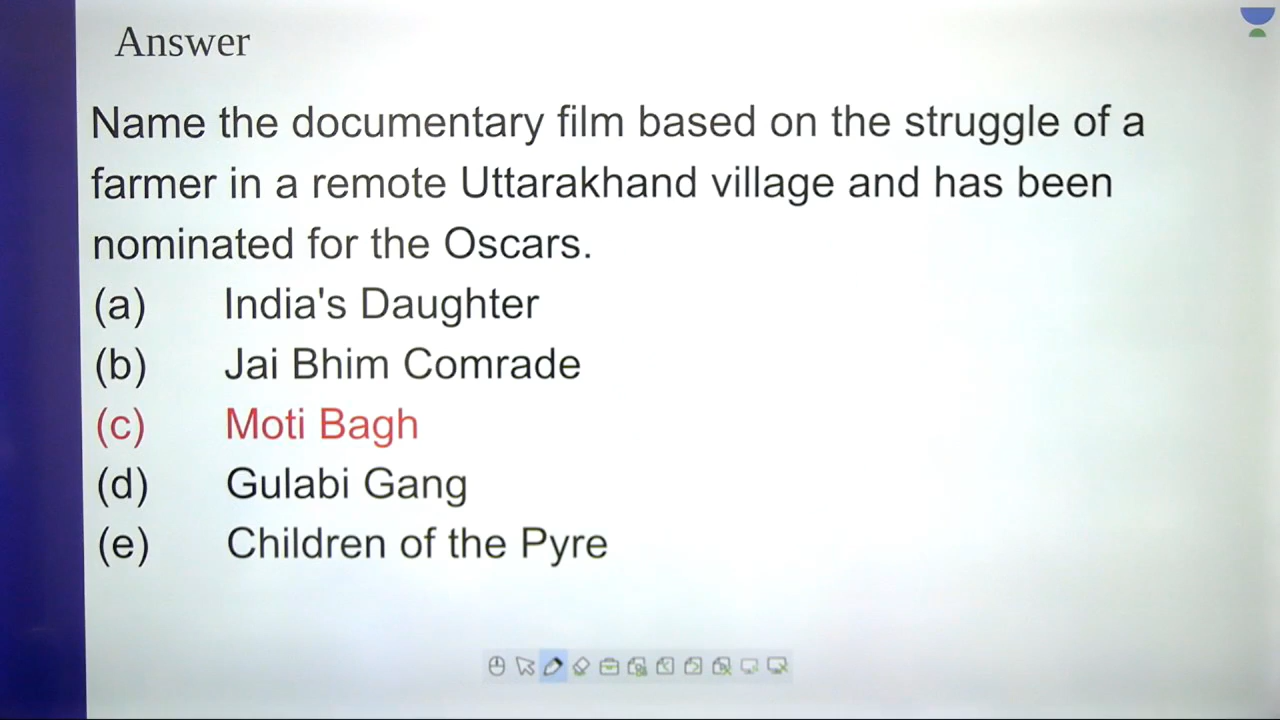 Answer
Name the documentary film based on the struggle of a
farmer in a remote Uttarakhand village and has been
nominated for the Oscars.
(a) India's Daughter
(b) Jai Bhim Comrade
(c) Moti Bagh
(d) Gulabi Gang
(e) Children of the Pyre